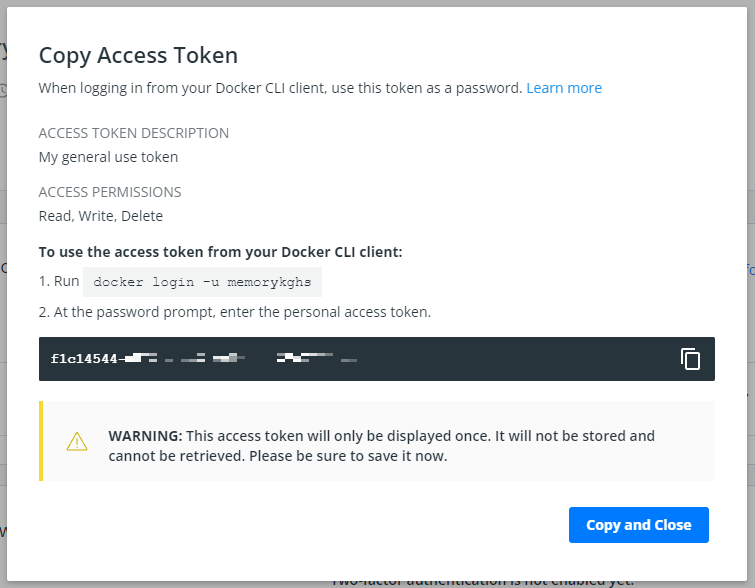 Copy Access Token
When logging in from your Docker CLI client, use this token as a password. Learn more
ACCESS TOKEN DESCRIPTION
My general use token
ACCESS PERMISSIONS
Read, Write, Delete
To use the access token from your Docker CLI client:
1. Run docker login -u memorykghs
2. At the password prompt, enter the personal access token.
f1c14544-
WARNING: This access token will only be displayed once. It will not be stored and
cannot be retrieved. Please be sure to save it now.
Copy and Close
Two-factor authentication is not enabled yet.